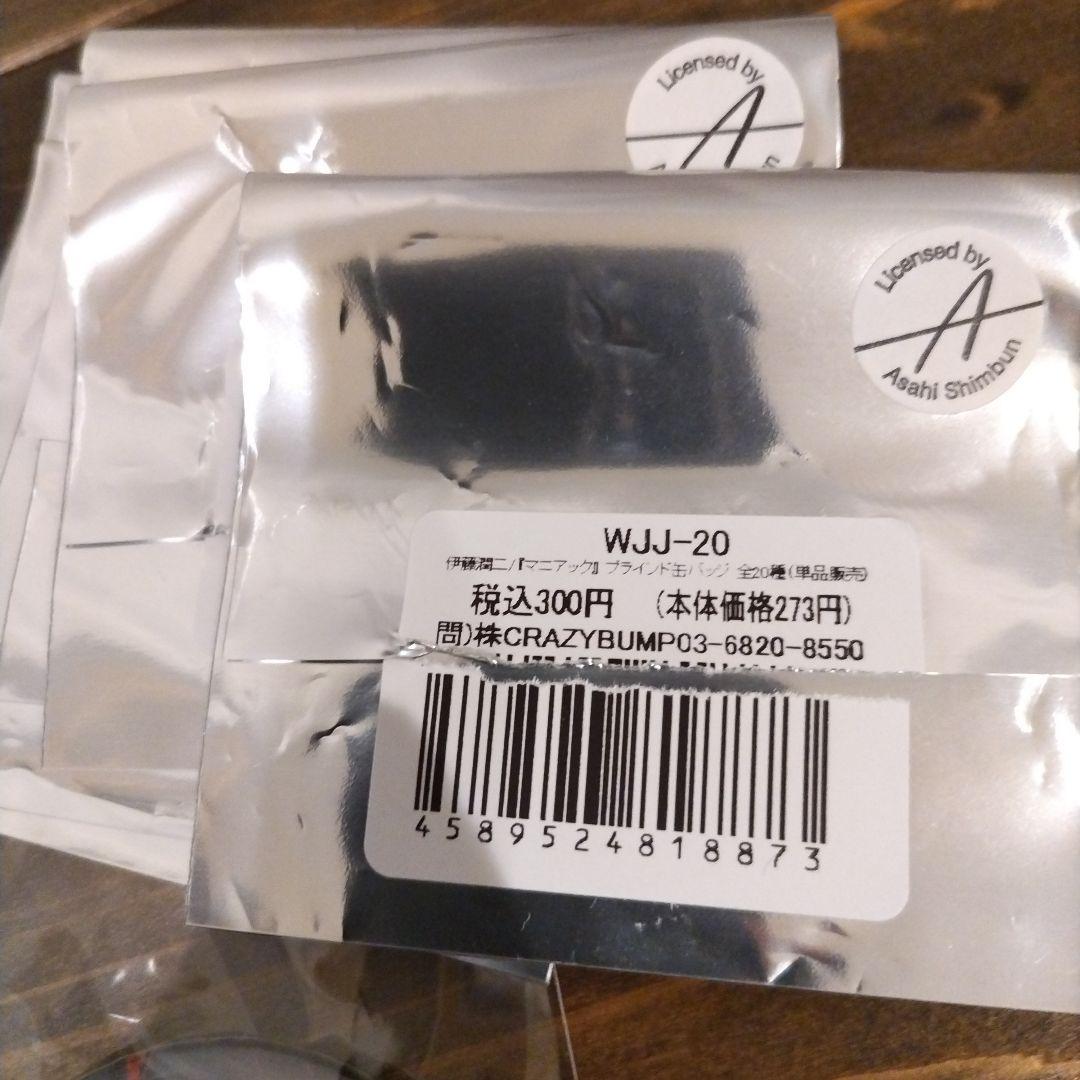 Licensed by
A
Licensed by
A
Asahi Shimbun
WJJ-20
伊藤潤二/『マニアック』 ブラインド缶バッジ 全20種(単品販売)
税込300円 (本体価格273円)
問)株CRAZYBUMP03-6820-8550
4589524818873